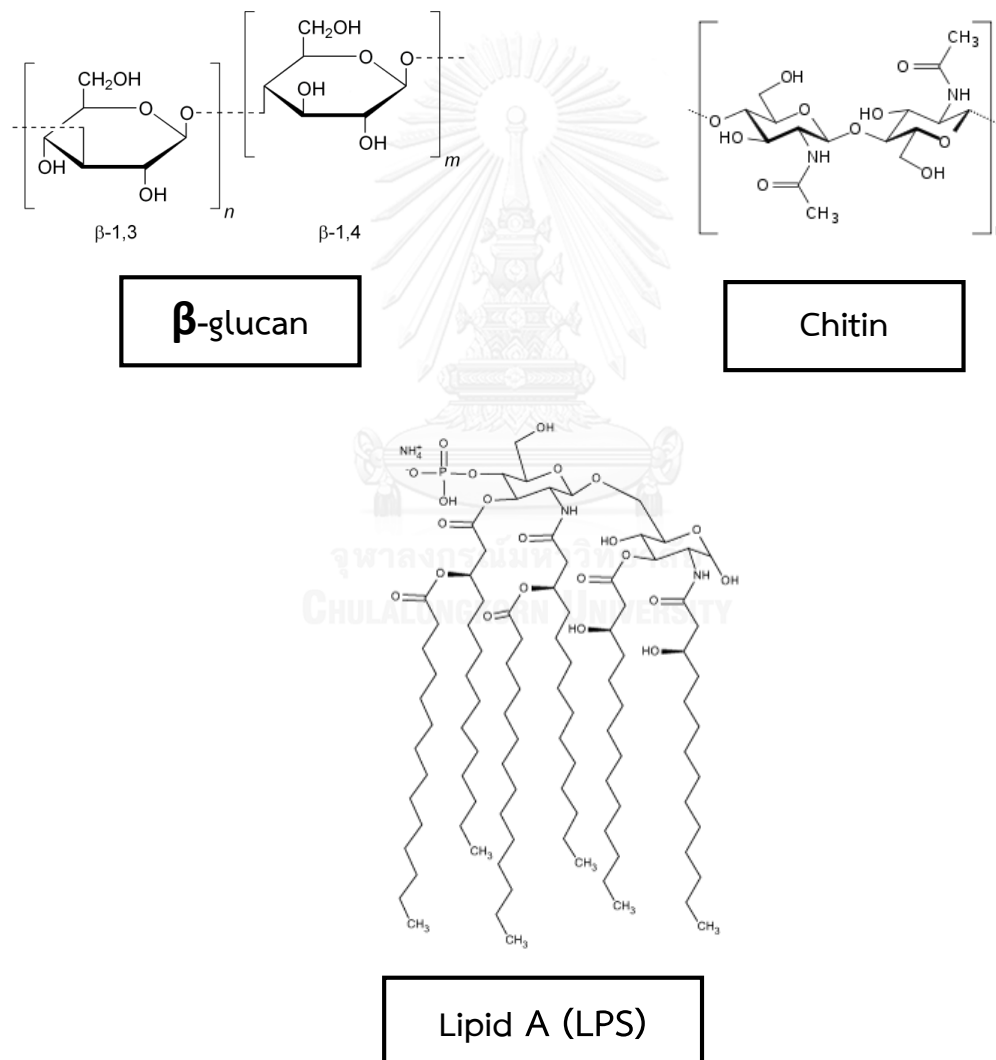 CH₂OH
O
O
OH
OH
n
β-1,3
CH₂OH
O
O
OH
OH
m
β-1,4
β-glucan
CH₃
O
NH
OH
O
O
HO
NH
O
CH₃
O
HO
O
OH
Chitin
NH₄⁺
O
⁻O
P
OH
O
OH
O
O
O
O
NH
O
O
O
O
O
HO
O
O
OH
NH
O
O
HO
HO
CH₃
CH₃
CH₃
CH₃
CH₃
CH₃
จุฬาลงกรณ์มหาวิทยาลัย
CHULALONGKORN UNIVERSITY
Lipid A (LPS)